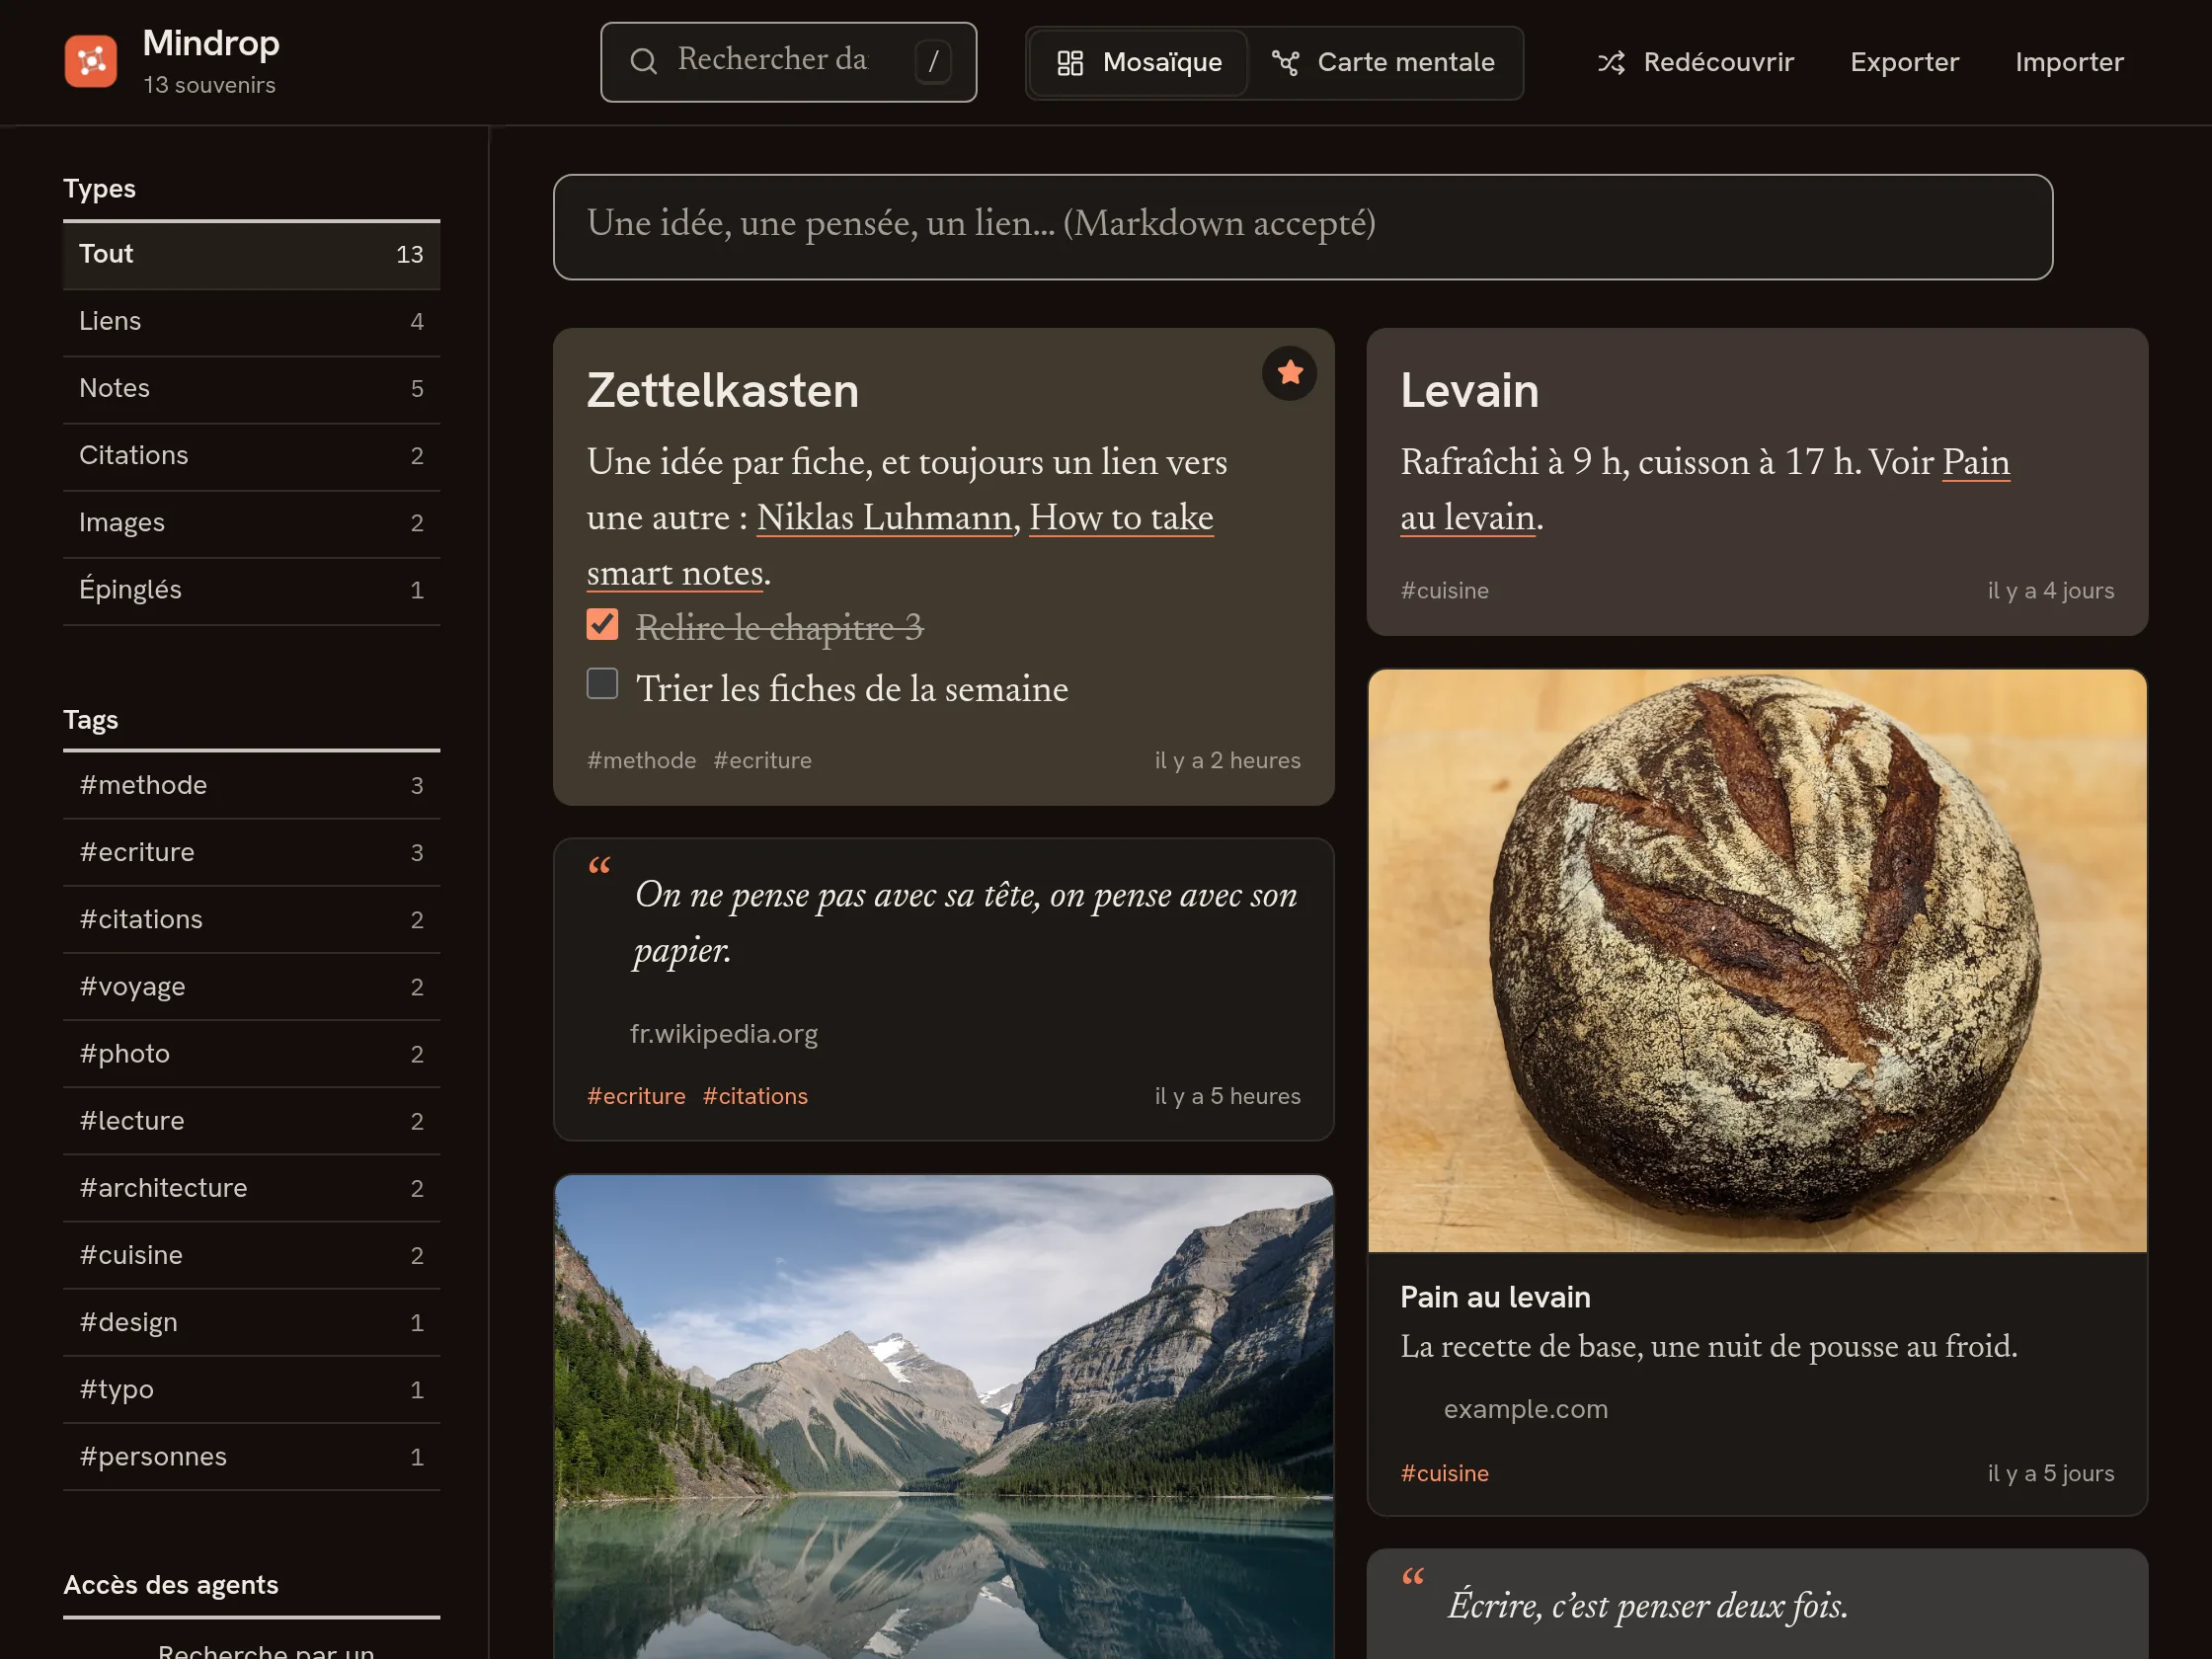 Mindrop
13 souvenirs
Rechercher da
/
Mosaïque
Carte mentale
Redécouvrir
Exporter
Importer
Types
Tout 13
Liens 4
Notes 5
Citations 2
Images 2
Épinglés 1
Tags
#methode 3
#ecriture 3
#citations 2
#voyage 2
#photo 2
#lecture 2
#architecture 2
#cuisine 2
#design 1
#typo 1
#personnes 1
Accès des agents
Recherche par un
Une idée, une pensée, un lien... (Markdown accepté)
Zettelkasten
Une idée par fiche, et toujours un lien vers
une autre : Niklas Luhmann, How to take
smart notes.
Relire le chapitre 3
Trier les fiches de la semaine
#methode #ecriture il y a 2 heures
“
On ne pense pas avec sa tête, on pense avec son
papier.
fr.wikipedia.org
#ecriture #citations il y a 5 heures
Levain
Rafraîchi à 9 h, cuisson à 17 h. Voir Pain
au levain.
#cuisine il y a 4 jours
Pain au levain
La recette de base, une nuit de pousse au froid.
example.com
#cuisine il y a 5 jours
“
Écrire, c’est penser deux fois.